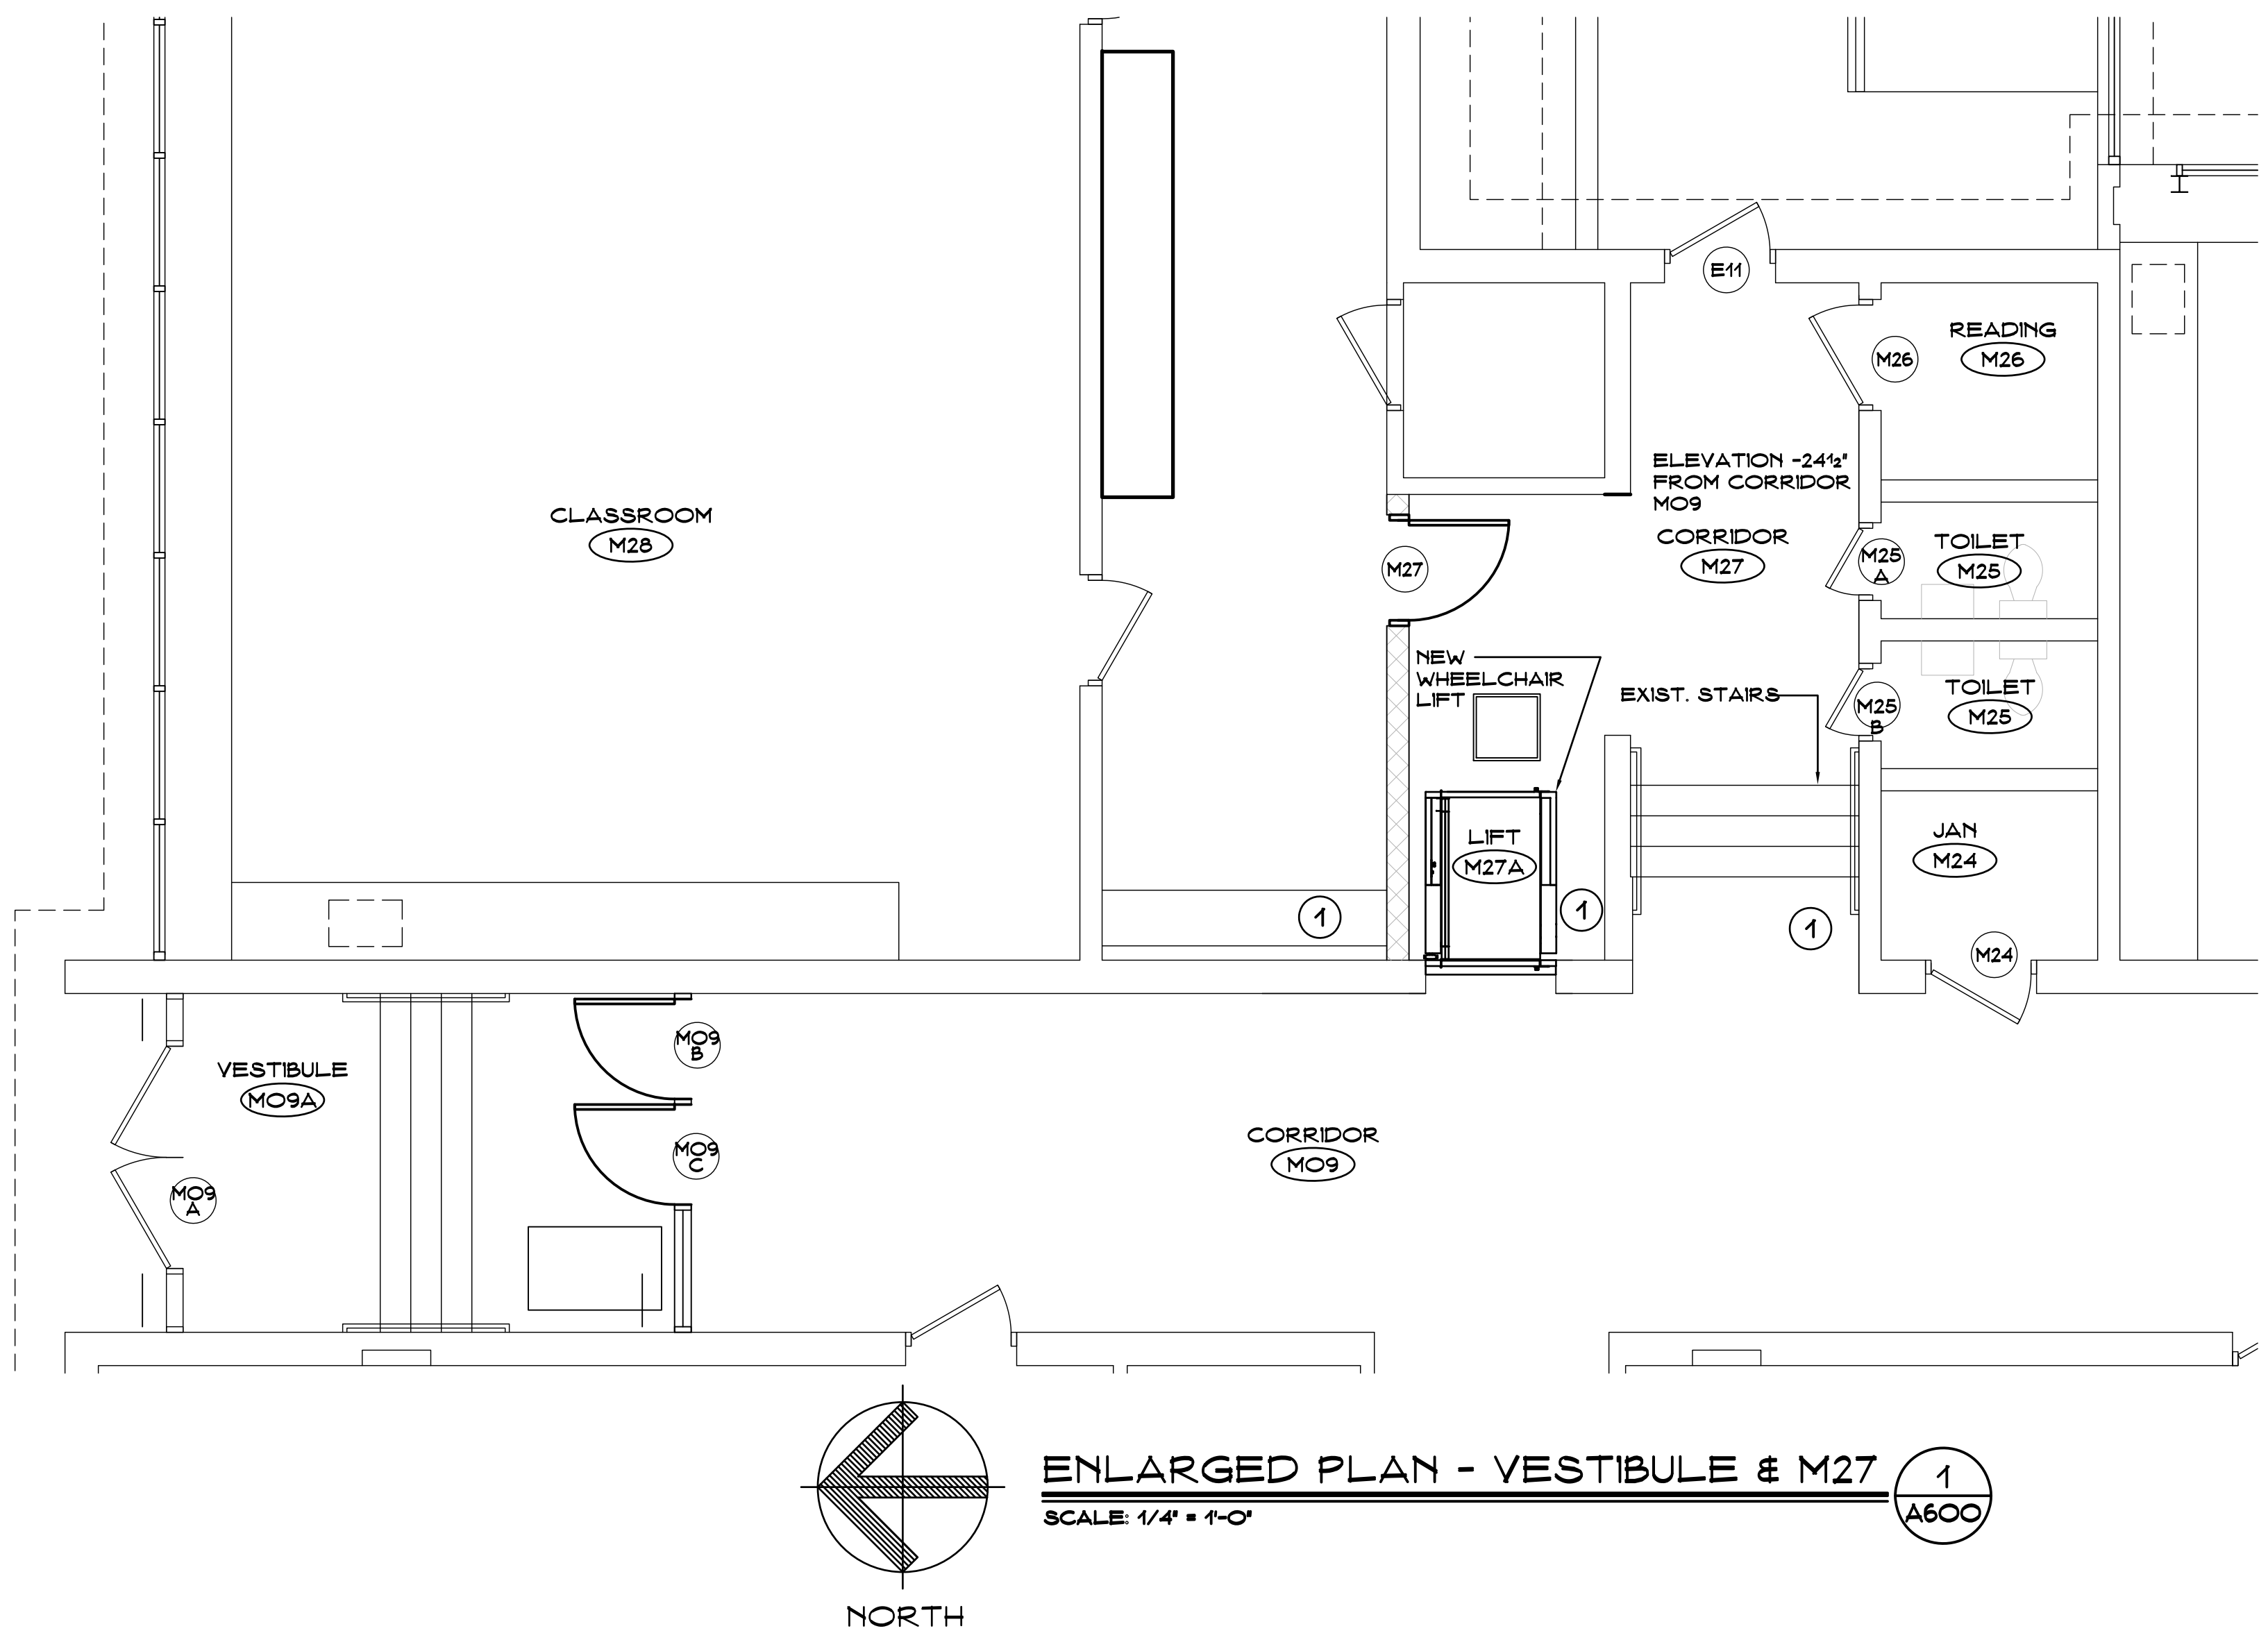 E11
READING
M26
M26
ELEVATION -24½"
FROM CORRIDOR
M09
CORRIDOR
M27
CLASSROOM
M28
M27
M25
A
TOILET
M25
NEW
WHEELCHAIR
LIFT
EXIST. STAIRS
M25
B
TOILET
M25
LIFT
M27A
JAN
M24
1
1
1
M24
VESTIBULE
M09A
M09
B
M09
C
M09
A
CORRIDOR
M09
ENLARGED PLAN - VESTIBULE & M27
SCALE: 1/4" = 1'-0"
1
A600
NORTH